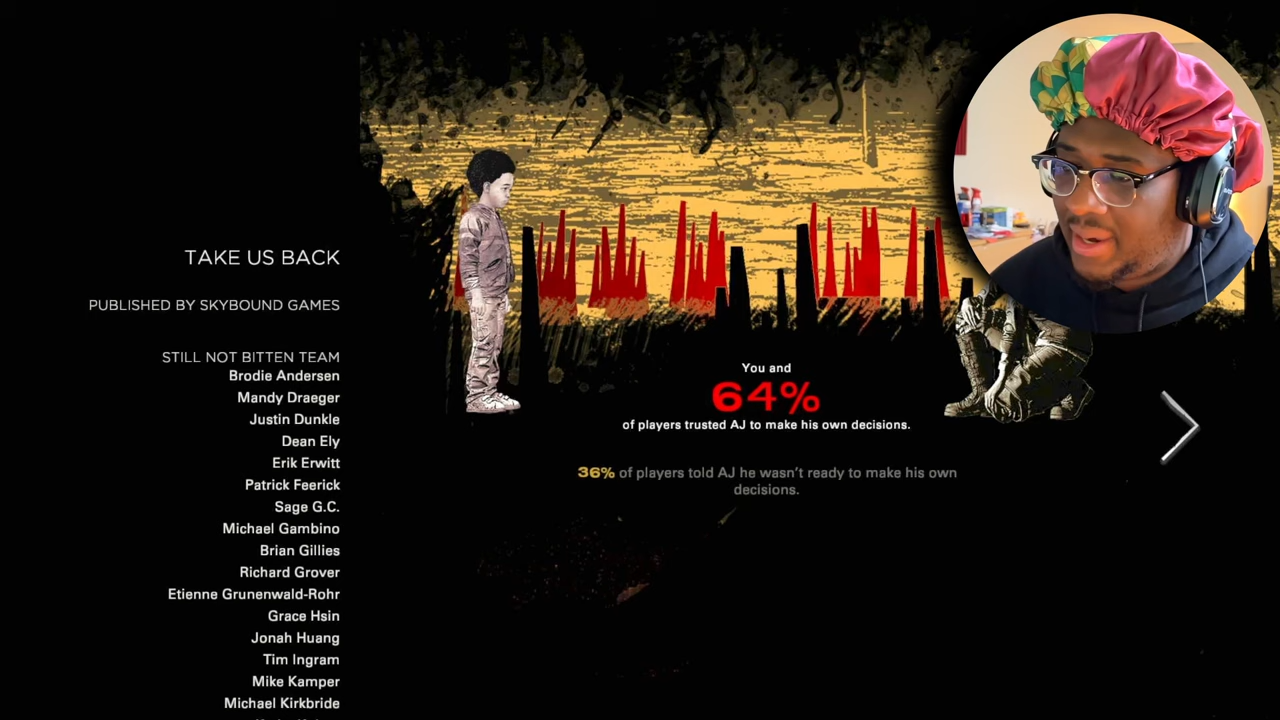 TAKE US BACK
PUBLISHED BY SKYBOUND GAMES
STILL NOT BITTEN TEAM
Brodie Andersen
Mandy Draeger
Justin Dunkle
Dean Ely
Erik Erwitt
Patrick Feerick
Sage G.C.
Michael Gambino
Brian Gillies
Richard Grover
Etienne Grunenwald-Rohr
Grace Hsin
Jonah Huang
Tim Ingram
Mike Kamper
Michael Kirkbride
You and
64%
of players trusted AJ to make his own decisions.
36% of players told AJ he wasn't ready to make his own
decisions.